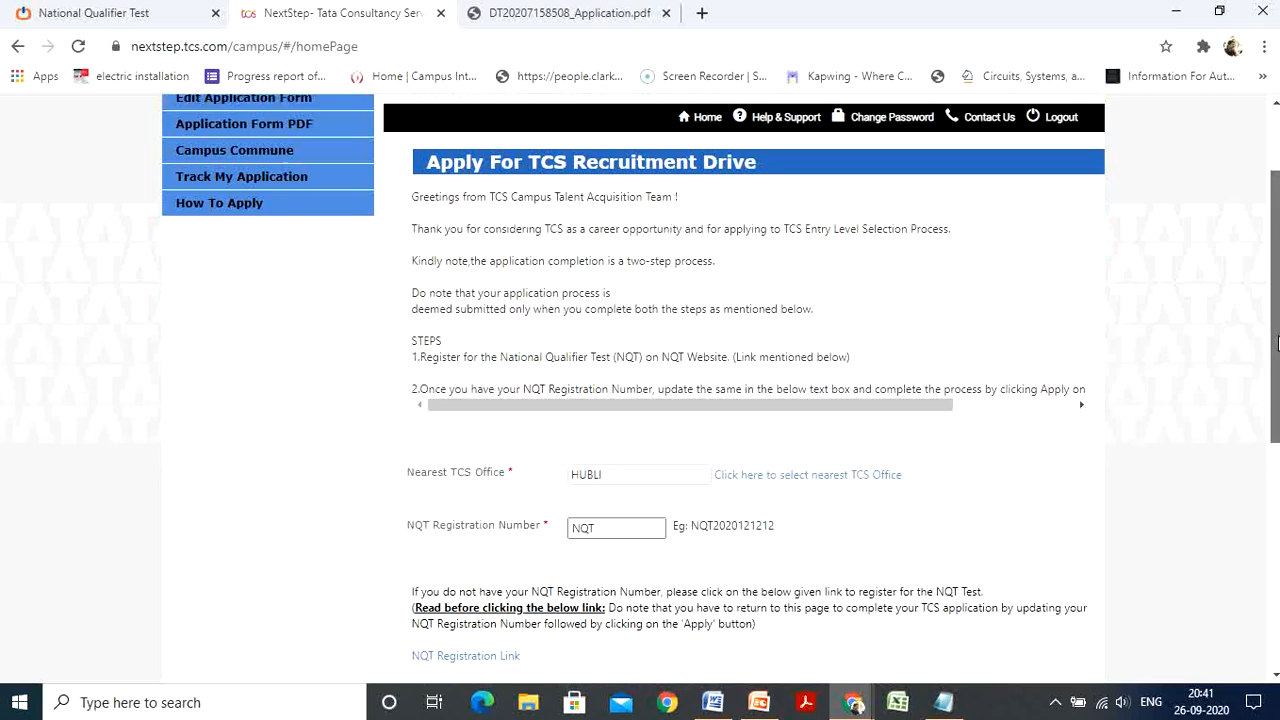 National Qualifier Test
NextStep- Tata Consultancy Serv
DT20207158508_Application.pdf
nextstep.tcs.com/campus/#/homePage
Apps
electric installation
Progress report of...
Home | Campus Int...
https://people.clark...
Screen Recorder | S...
Kapwing - Where C...
Circuits, Systems, a...
Information For Aut...
Edit Application Form
Application Form PDF
Campus Commune
Track My Application
How To Apply
Home
Help & Support
Change Password
Contact Us
Logout
Apply For TCS Recruitment Drive
Greetings from TCS Campus Talent Acquisition Team !
Thank you for considering TCS as a career opportunity and for applying to TCS Entry Level Selection Process.
Kindly note,the application completion is a two-step process.
Do note that your application process is
deemed submitted only when you complete both the steps as mentioned below.
STEPS
1.Register for the National Qualifier Test (NQT) on NQT Website. (Link mentioned below)
2.Once you have your NQT Registration Number, update the same in the below text box and complete the process by clicking Apply on
Nearest TCS Office *
HUBLI
Click here to select nearest TCS Office
NQT Registration Number *
NQT
Eg: NQT2020121212
If you do not have your NQT Registration Number, please click on the below given link to register for the NQT Test.
(Read before clicking the below link: Do note that you have to return to this page to complete your TCS application by updating your
NQT Registration Number followed by clicking on the 'Apply' button)
NQT Registration Link
Type here to search
ENG
20:41
26-09-2020